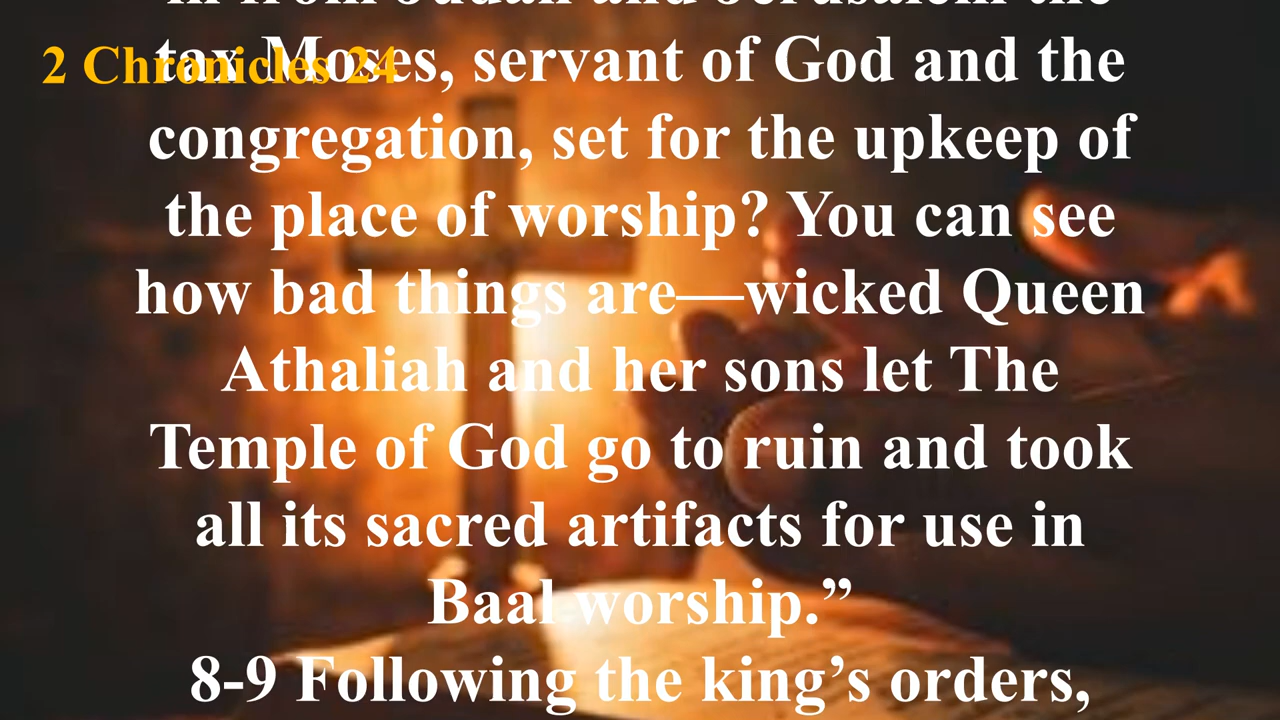 in from Judah and Jerusalem the
2 Chronicles 24
tax Moses, servant of God and the
congregation, set for the upkeep of
the place of worship? You can see
how bad things are—wicked Queen
Athaliah and her sons let The
Temple of God go to ruin and took
all its sacred artifacts for use in
Baal worship.”
8-9 Following the king’s orders,